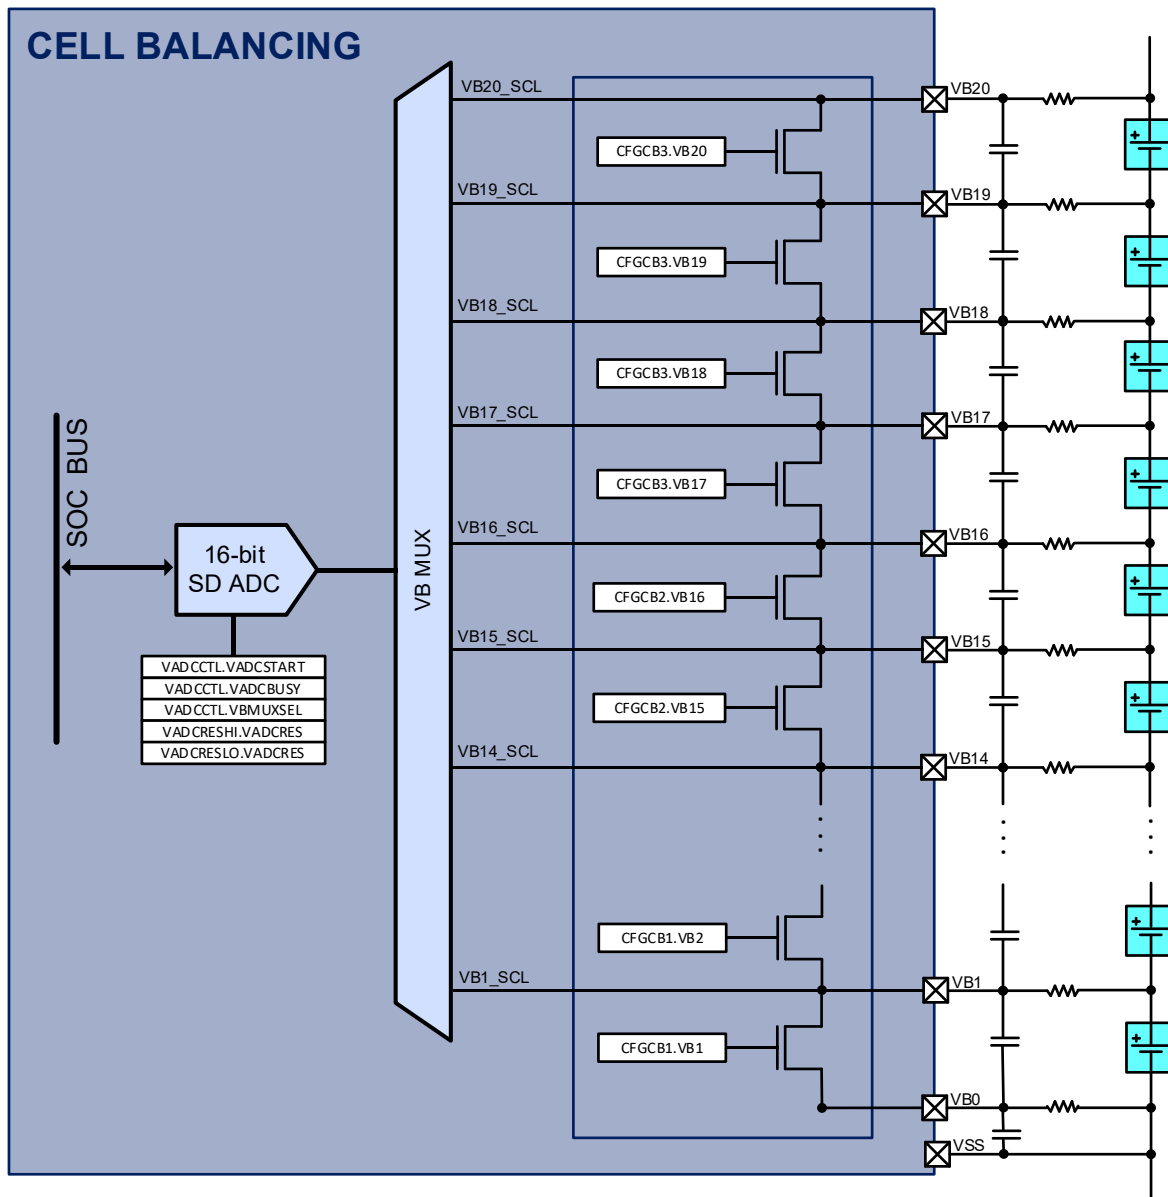 CELL BALANCING
VB20_SCL
VB20
+
CFGCB3.VB20
VB19_SCL
VB19
+
CFGCB3.VB19
VB18_SCL
VB18
+
CFGCB3.VB18
VB17_SCL
VB17
+
CFGCB3.VB17
VB16_SCL
VB16
+
CFGCB2.VB16
VB15_SCL
VB15
+
CFGCB2.VB15
VB14_SCL
VB14
SOC BUS
16-bit
SD ADC
VB MUX
VADCCTL.VADCSTART
VADCCTL.VADCBUSY
VADCCTL.VBMUXSEL
VADCRESHI.VADCRES
VADCRESLO.VADCRES
+
CFGCB1.VB2
VB1_SCL
VB1
+
CFGCB1.VB1
VB0
VSS